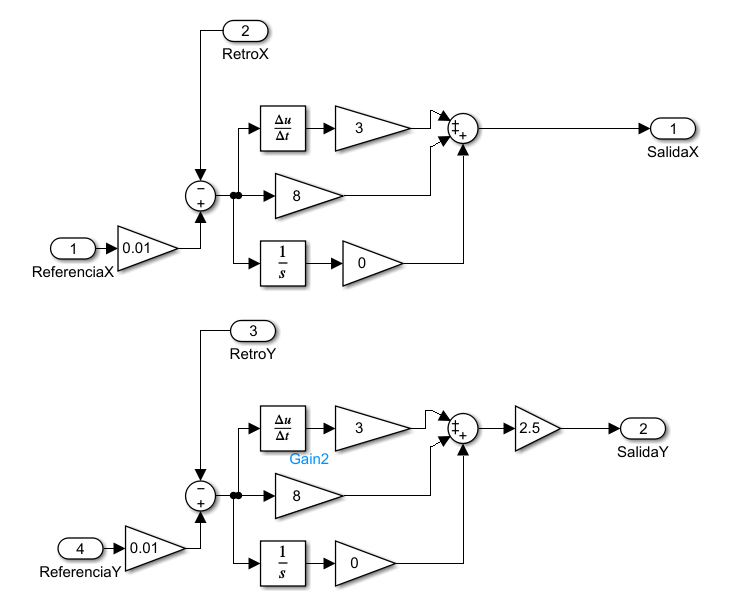 2
RetroX
Δu
Δt
3
+
+
+
1
SalidaX
−
+
8
1
ReferenciaX
0.01
1
s
0
3
RetroY
Δu
Δt
3
+
+
+
2.5
2
SalidaY
Gain2
−
+
8
4
ReferenciaY
0.01
1
s
0